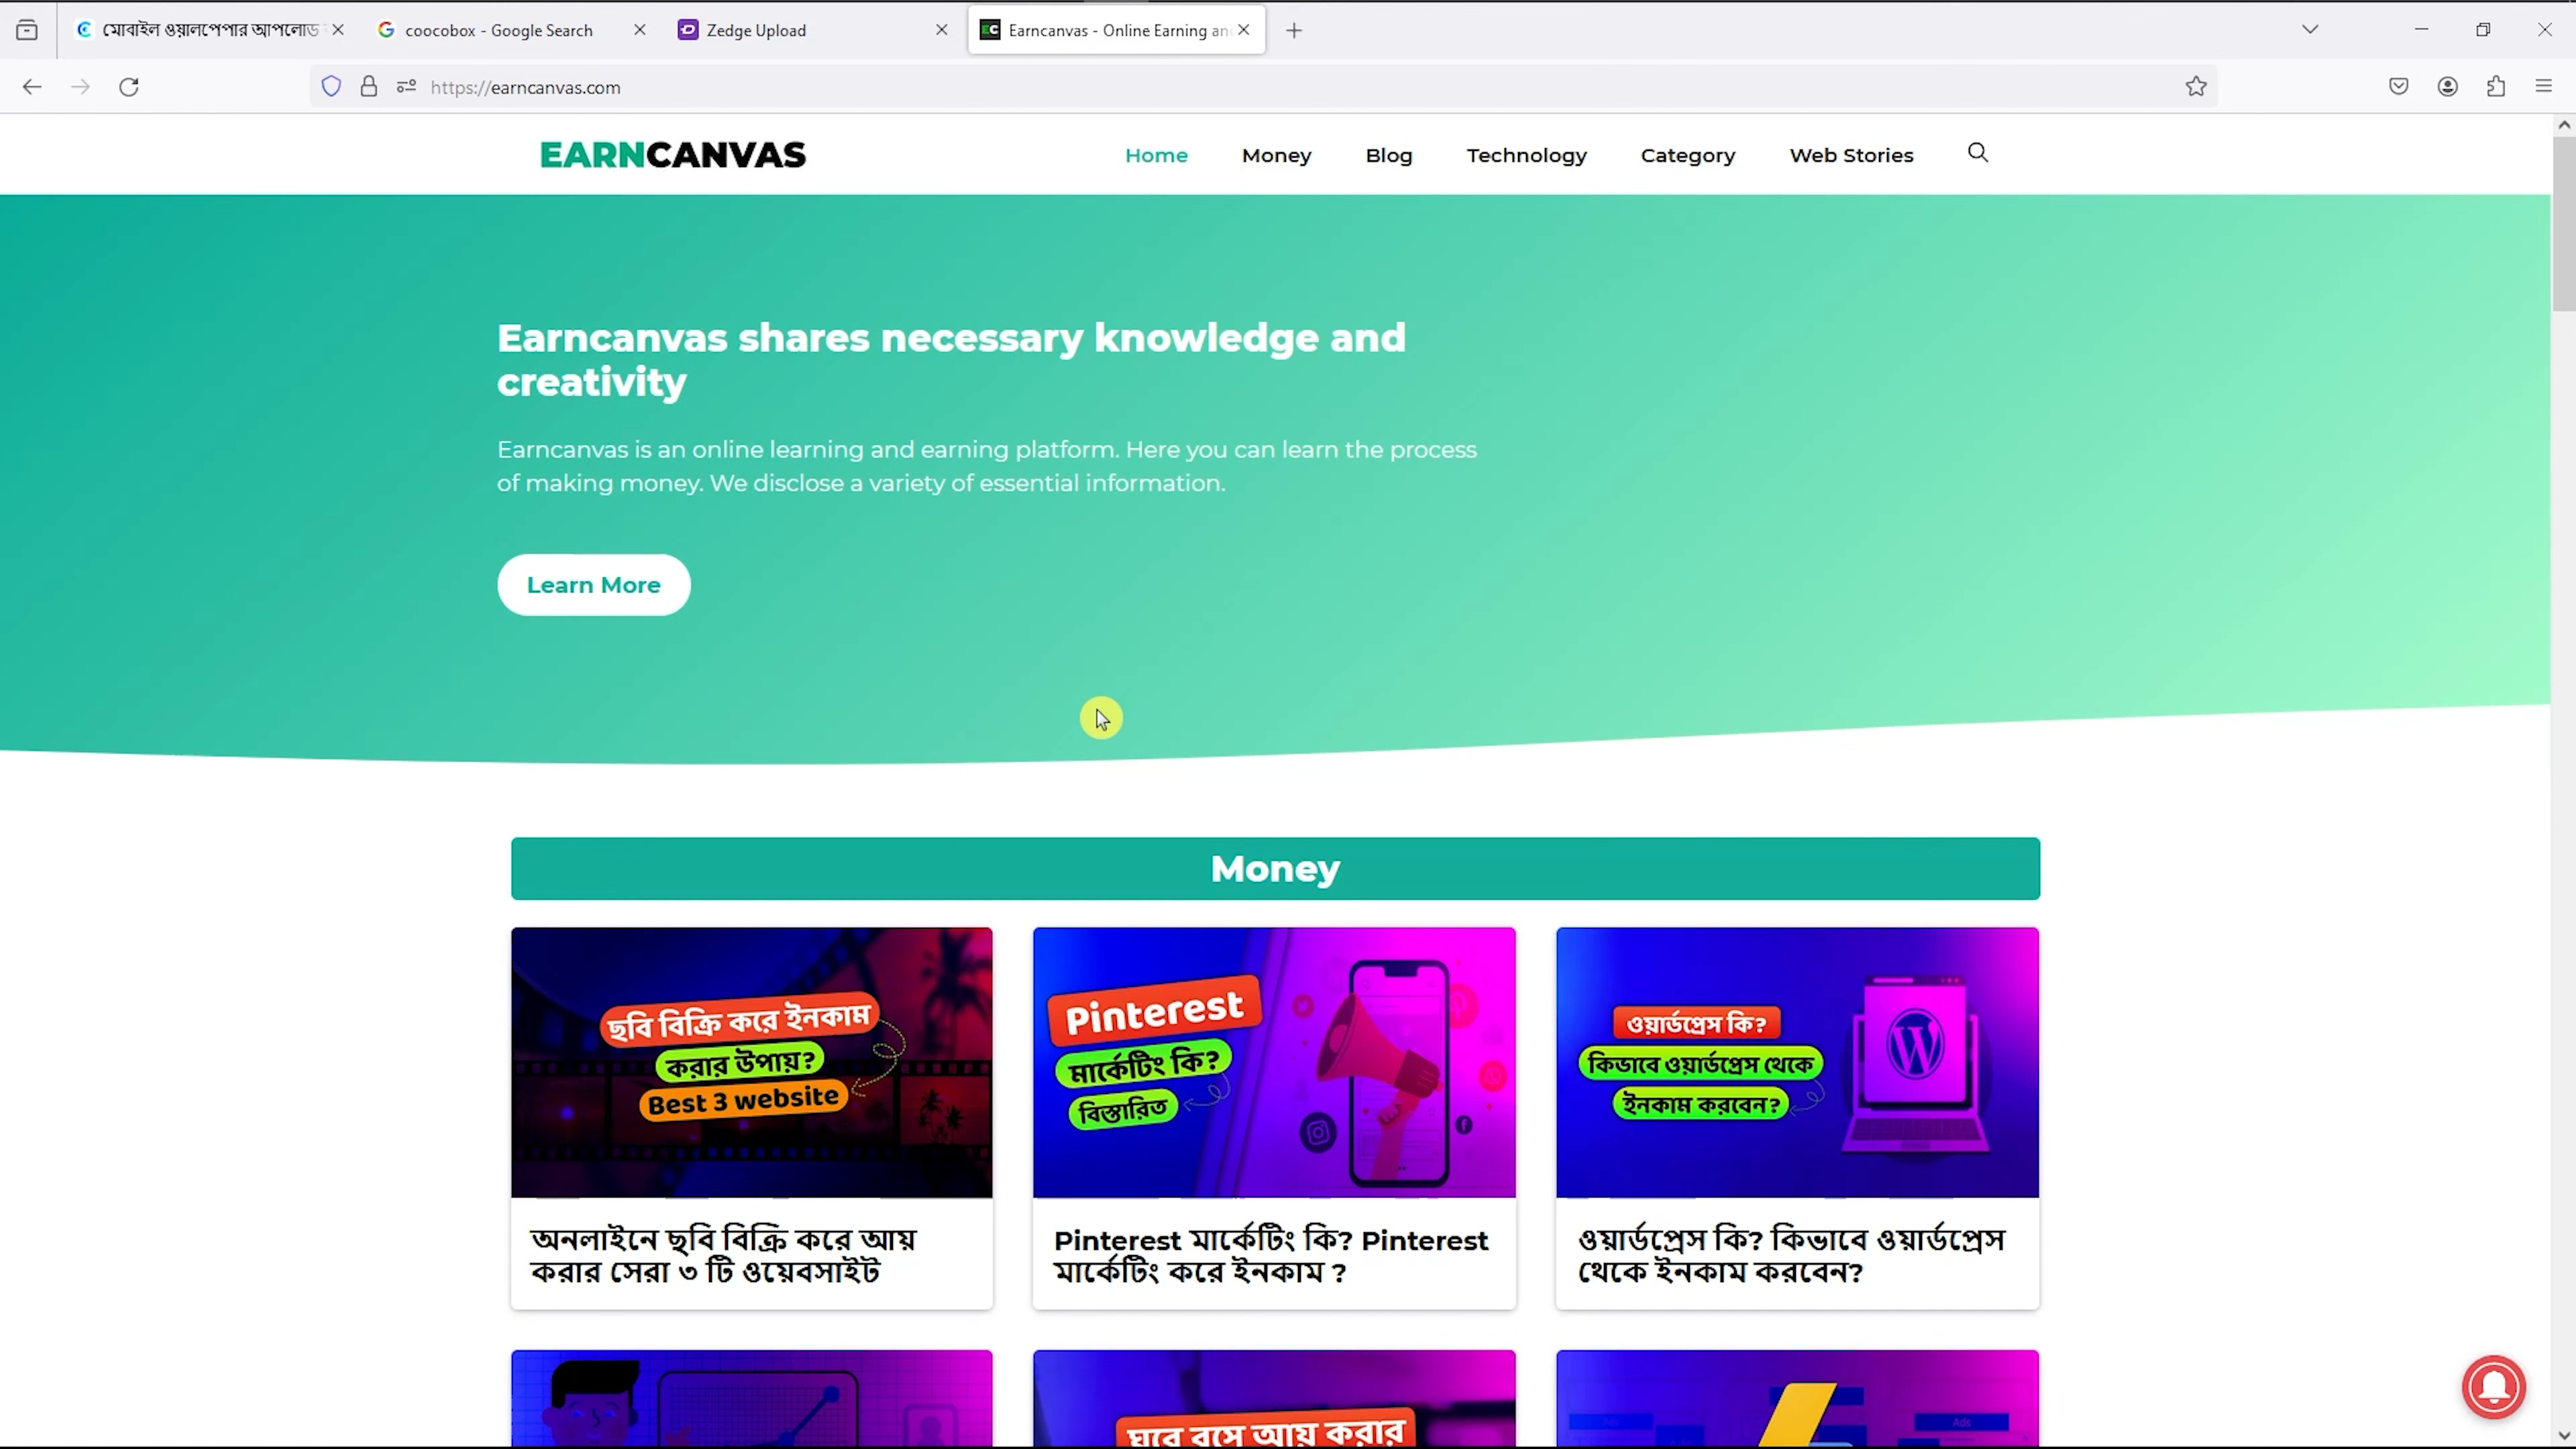 মোবাইল ওয়ালপেপার আপলোড
coocobox - Google Search
Zedge Upload
Earncanvas - Online Earning an
https://earncanvas.com
EARNCANVAS
Home
Money
Blog
Technology
Category
Web Stories
Earncanvas shares necessary knowledge and
creativity
Earncanvas is an online learning and earning platform. Here you can learn the process
of making money. We disclose a variety of essential information.
Learn More
Money
ছবি বিক্রি করে ইনকাম
করার উপায়?
Best 3 website
Pinterest
মার্কেটিং কি?
বিস্তারিত
ওয়ার্ডপ্রেস কি?
কিভাবে ওয়ার্ডপ্রেস থেকে
ইনকাম করবেন?
অনলাইনে ছবি বিক্রি করে আয়
করার সেরা ৩ টি ওয়েবসাইট
Pinterest মার্কেটিং কি? Pinterest
মার্কেটিং করে ইনকাম ?
ওয়ার্ডপ্রেস কি? কিভাবে ওয়ার্ডপ্রেস
থেকে ইনকাম করবেন?
ঘরে বসে আয় করার
Ads